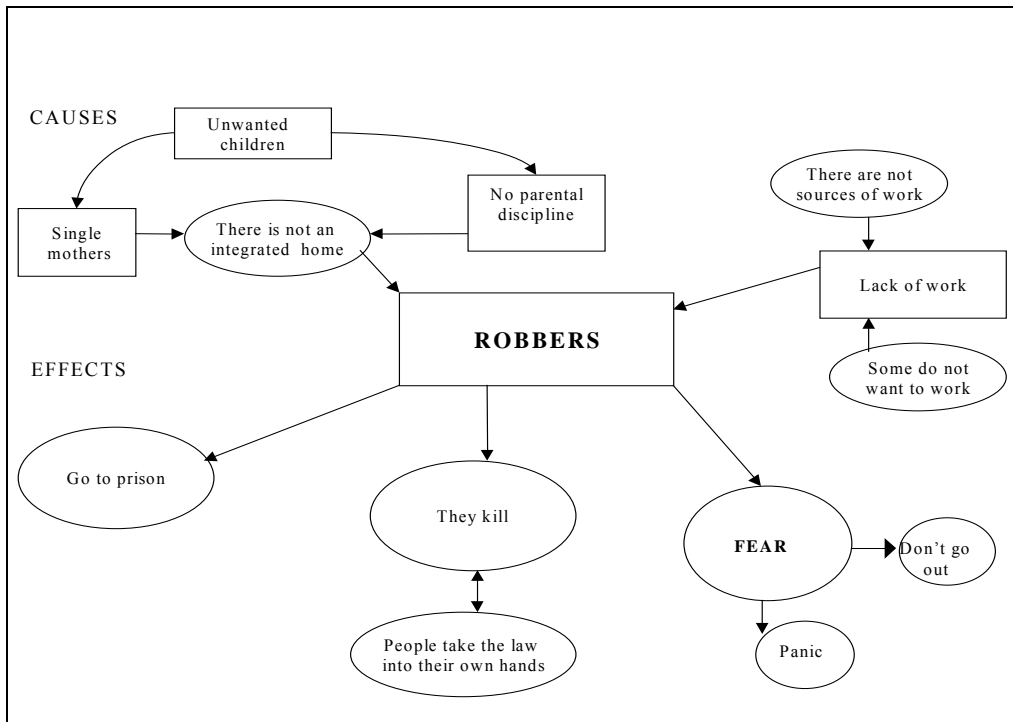 CAUSES
Unwanted
children
Single
mothers
There is not an
integrated home
No parental
discipline
There are not
sources of work
Lack of work
Some do not
want to work
ROBBERS
EFFECTS
Go to prison
They kill
People take the law
into their own hands
FEAR
Don’t go
out
Panic